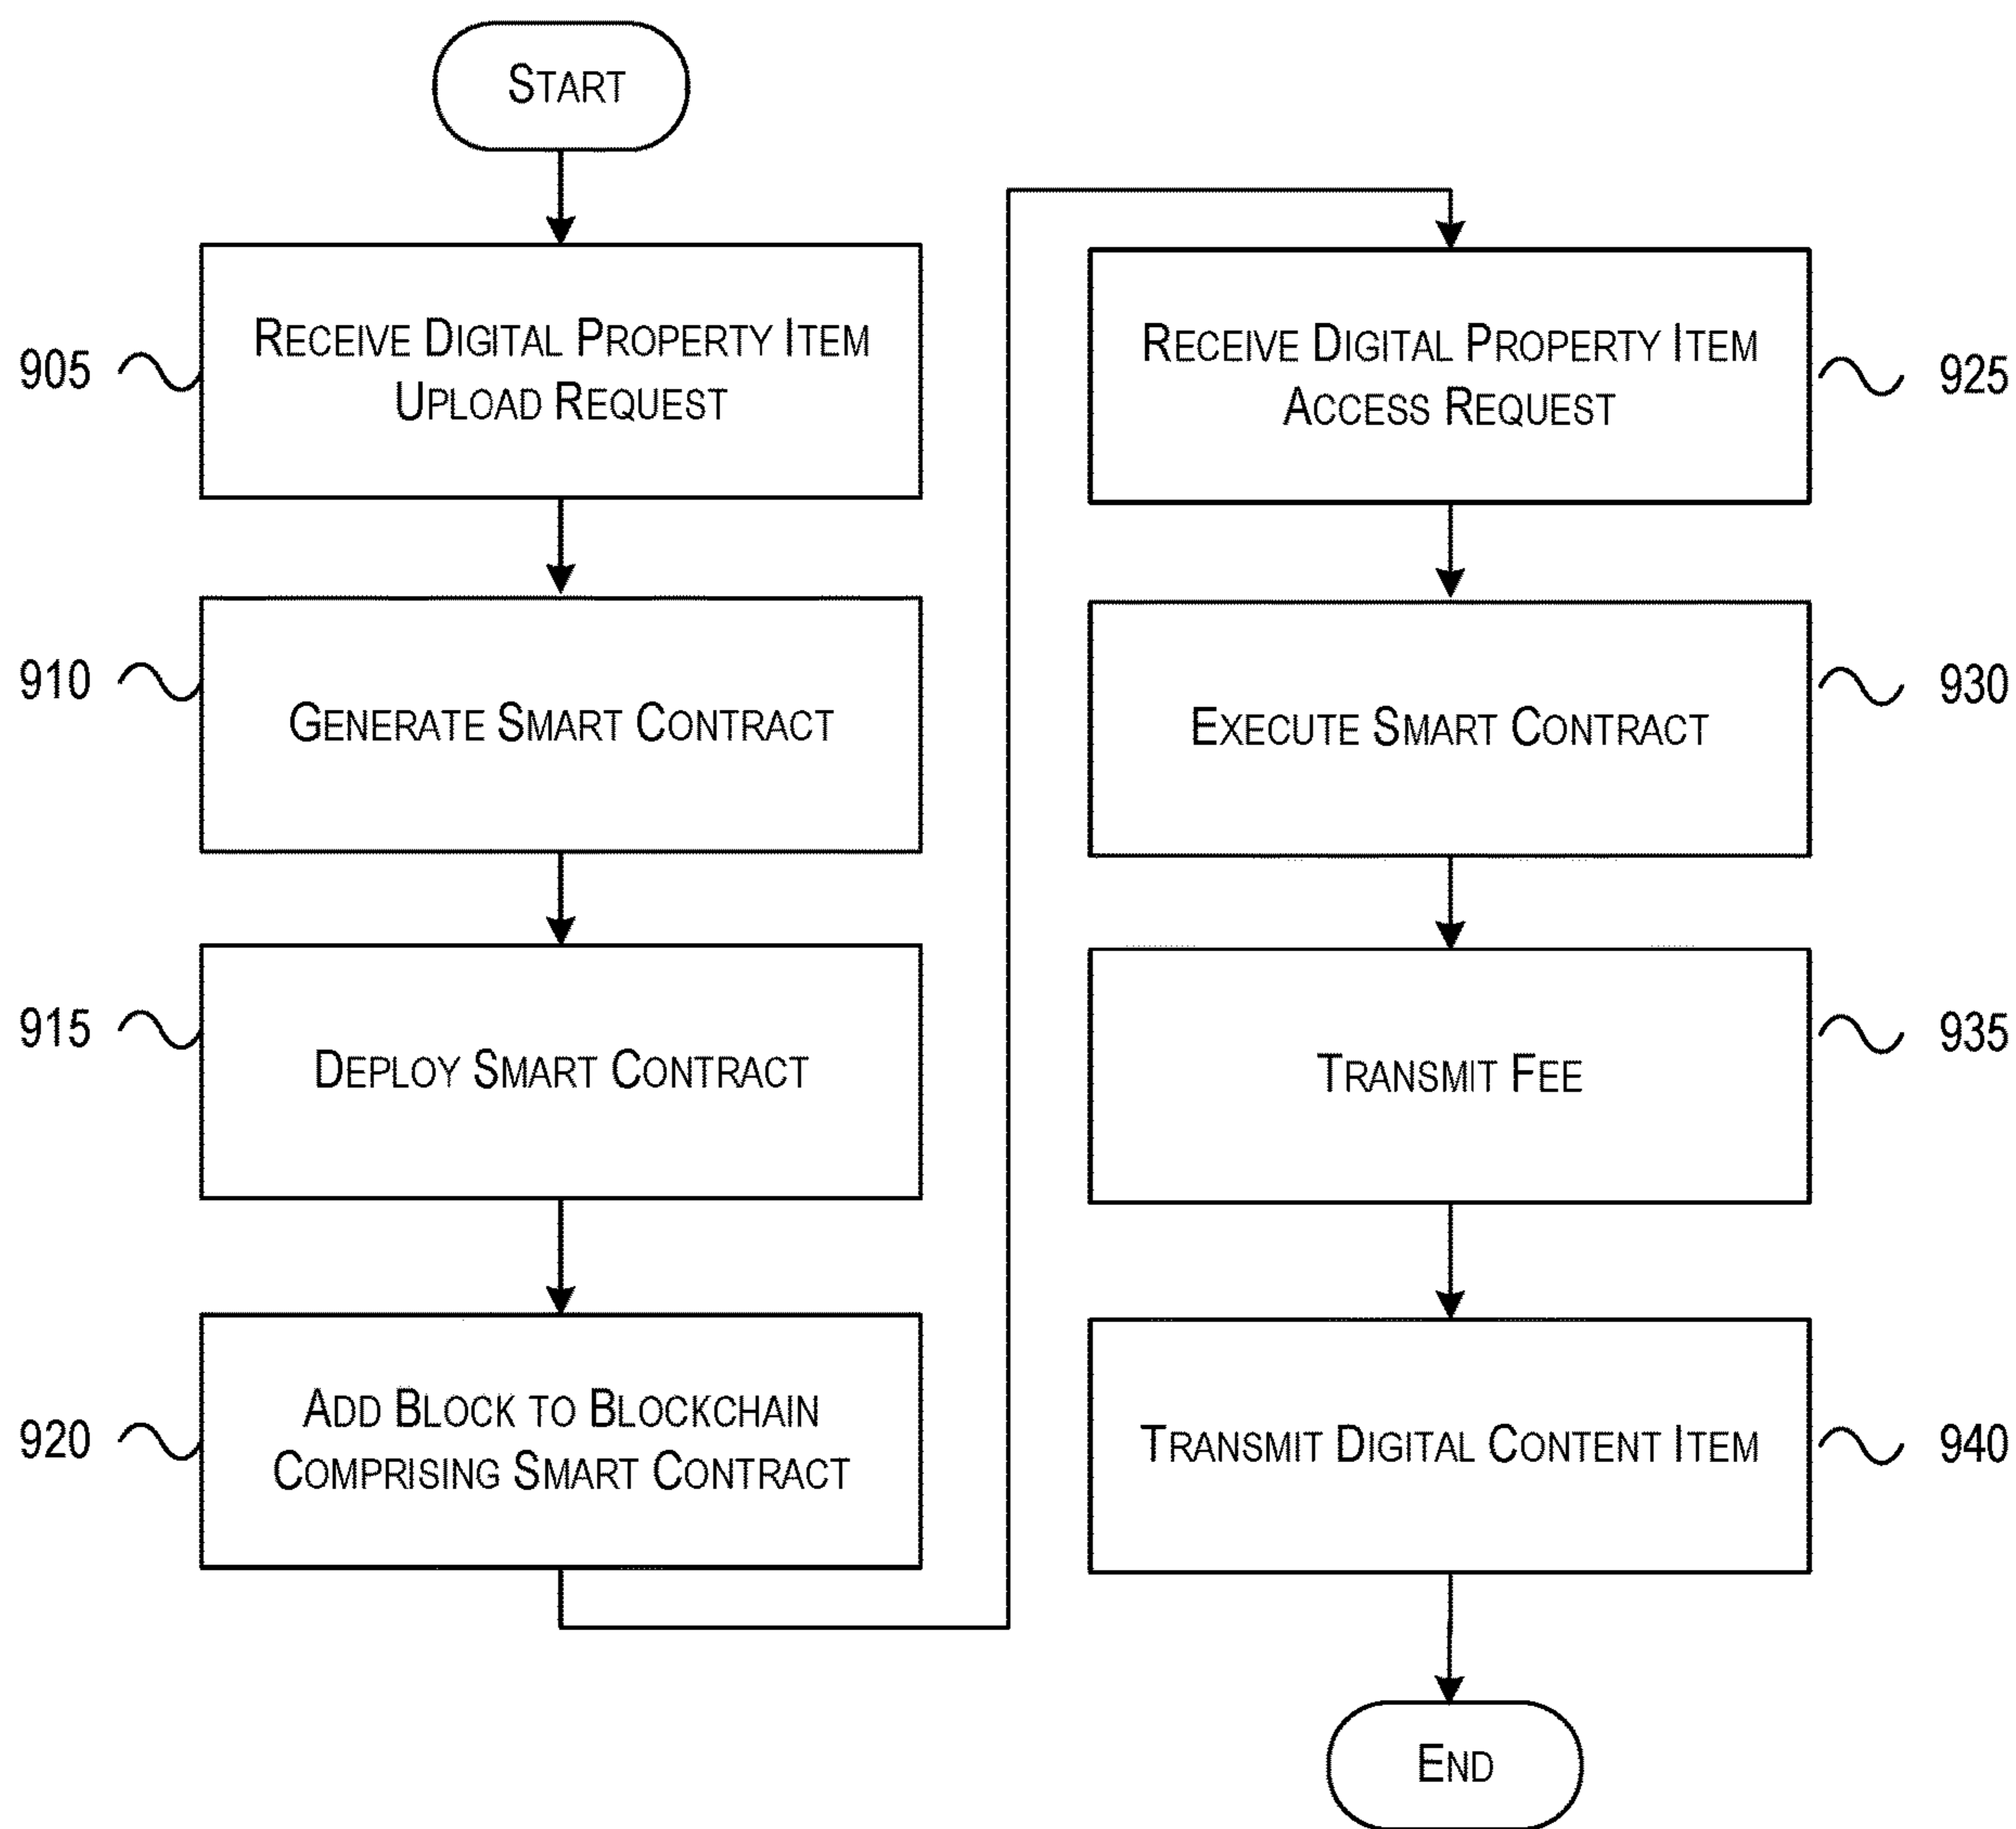 START
905
RECEIVE DIGITAL PROPERTY ITEM
UPLOAD REQUEST
910
GENERATE SMART CONTRACT
915
DEPLOY SMART CONTRACT
920
ADD BLOCK TO BLOCKCHAIN
COMPRISING SMART CONTRACT
RECEIVE DIGITAL PROPERTY ITEM
ACCESS REQUEST
925
EXECUTE SMART CONTRACT
930
TRANSMIT FEE
935
TRANSMIT DIGITAL CONTENT ITEM
940
END